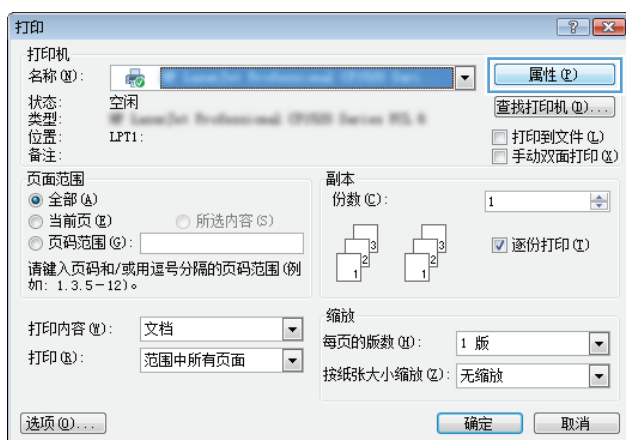 打印
打印机
名称(N):
属性(P)
状态: 空闲
类型:
查找打印机(D)...
位置: LPT1:
打印到文件(L)
备注:
手动双面打印(X)
页面范围
全部(A)
当前页(E) 所选内容(S)
页码范围(G):
请键入页码和/或用逗号分隔的页码范围(例
如: 1.3.5-12)。
副本
份数(C): 1
1 2 3 1 2 3
逐份打印(T)
打印内容(W): 文档
打印(R): 范围中所有页面
缩放
每页的版数(H): 1 版
按纸张大小缩放(Z): 无缩放
选项(O)...
确定 取消